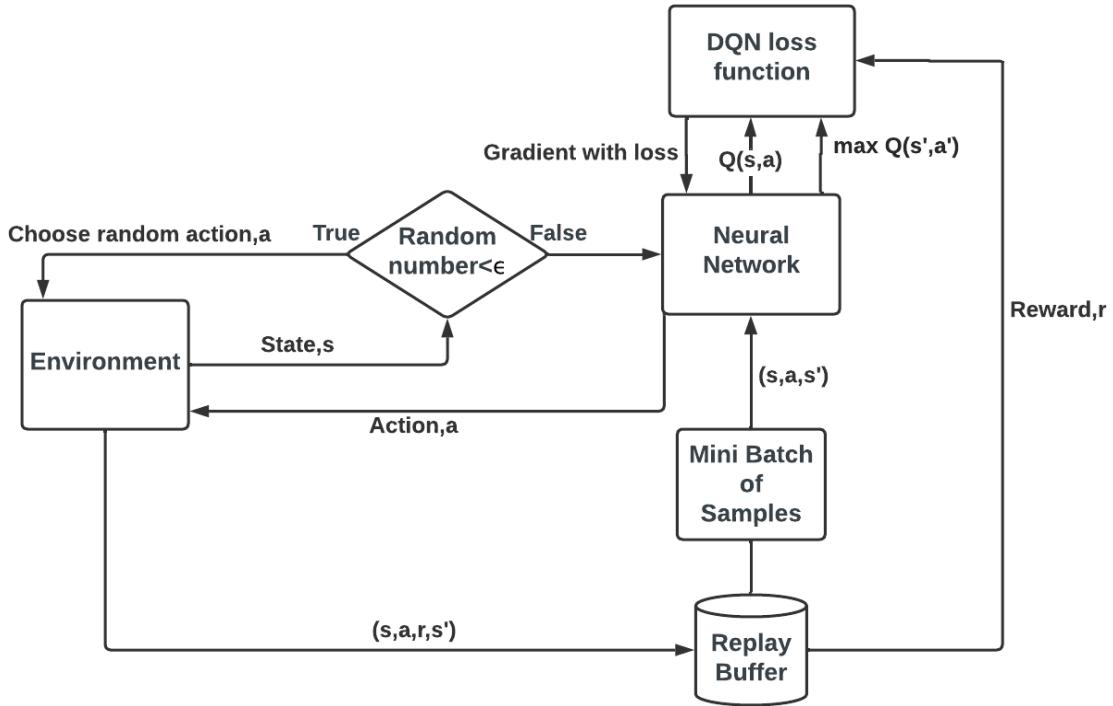 DQN loss
function
Gradient with loss
Q(s,a)
max Q(s',a')
Choose random action,a
True
Random
number<ϵ
False
Neural
Network
Reward,r
Environment
State,s
(s,a,s')
Action,a
Mini Batch
of
Samples
(s,a,r,s')
Replay
Buffer